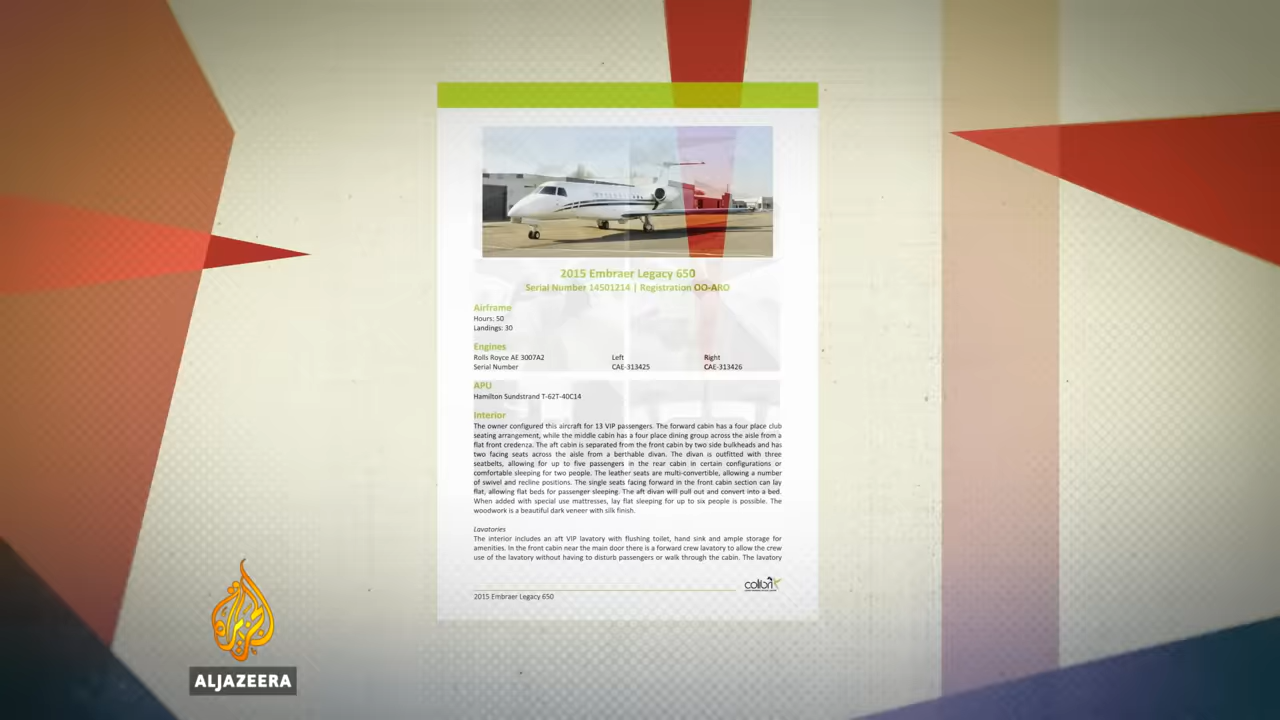 2015 Embraer Legacy 650
Serial Number 14501214 | Registration OO-ARO
Airframe
Hours: 50
Landings: 30
Engines
Rolls Royce AE 3007A2 Left Right
Serial Number CAE-313425 CAE-313426
APU
Hamilton Sundstrand T-62T-40C14
Interior
The owner configured this aircraft for 13 VIP passengers. The forward cabin has a four place club
seating arrangement, while the middle cabin has a four place dining group across the aisle from a
flat front credenza. The aft cabin is separated from the front cabin by two side bulkheads and has
two facing seats across the aisle from a berthable divan. The divan is outfitted with three
seatbelts, allowing for up to five passengers in the rear cabin in certain configurations or
comfortable sleeping for two people. The leather seats are multi-convertible, allowing a number
of swivel and recline positions. The single seats facing forward in the front cabin section can lay
flat, allowing flat beds for passenger sleeping. The aft divan will pull out and convert into a bed.
When added with special use mattresses, lay flat sleeping for up to six people is possible. The
woodwork is a beautiful dark veneer with silk finish.
Lavatories
The interior includes an aft VIP lavatory with flushing toilet, hand sink and ample storage for
amenities. In the front cabin near the main door there is a forward crew lavatory to allow the crew
use of the lavatory without having to disturb passengers or walk through the cabin. The lavatory
colibri
2015 Embraer Legacy 650
الجزيرة
ALJAZEERA